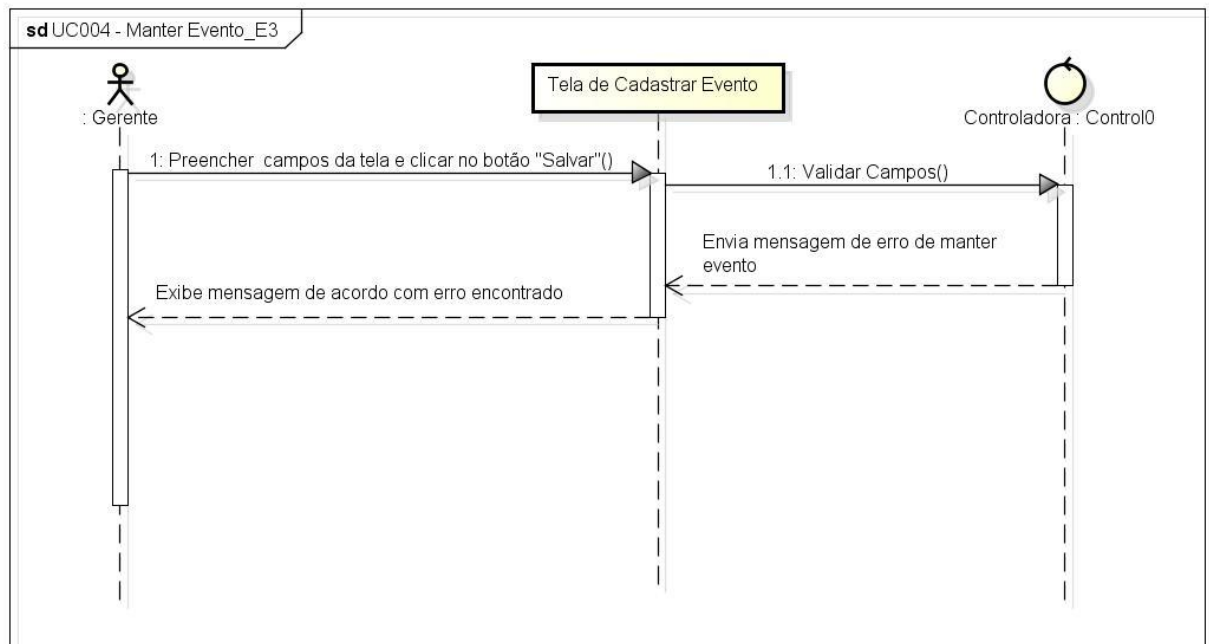 sd UC004 - Manter Evento_E3
: Gerente
Tela de Cadastrar Evento
Controladora : Control0
1: Preencher campos da tela e clicar no botão "Salvar"()
1.1: Validar Campos()
Envia mensagem de erro de manter
evento
Exibe mensagem de acordo com erro encontrado